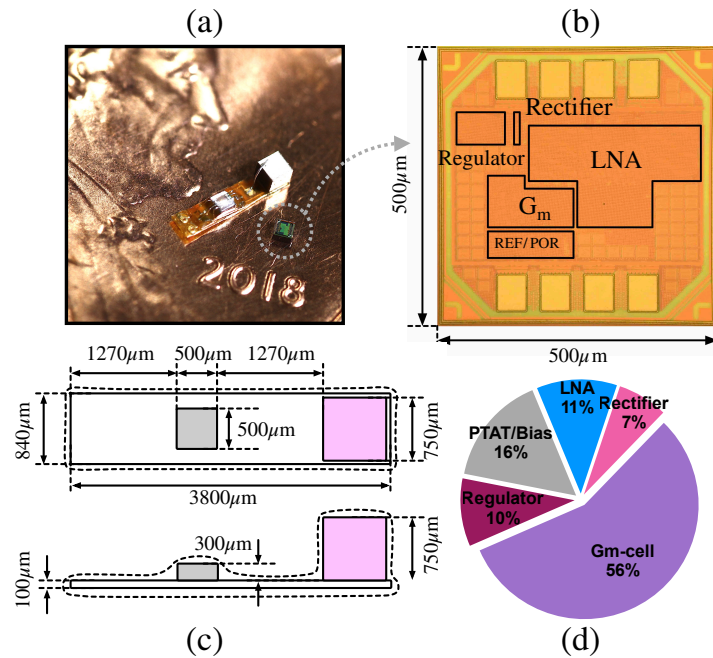 (a)
(b)
2018
500µm
Rectifier
Regulator
LNA
Gm
REF/POR
500µm
1270µm
500µm
1270µm
840µm
500µm
750µm
3800µm
300µm
100µm
750µm
LNA
11%
Rectifier
7%
PTAT/Bias
16%
Regulator
10%
Gm-cell
56%
(c)
(d)